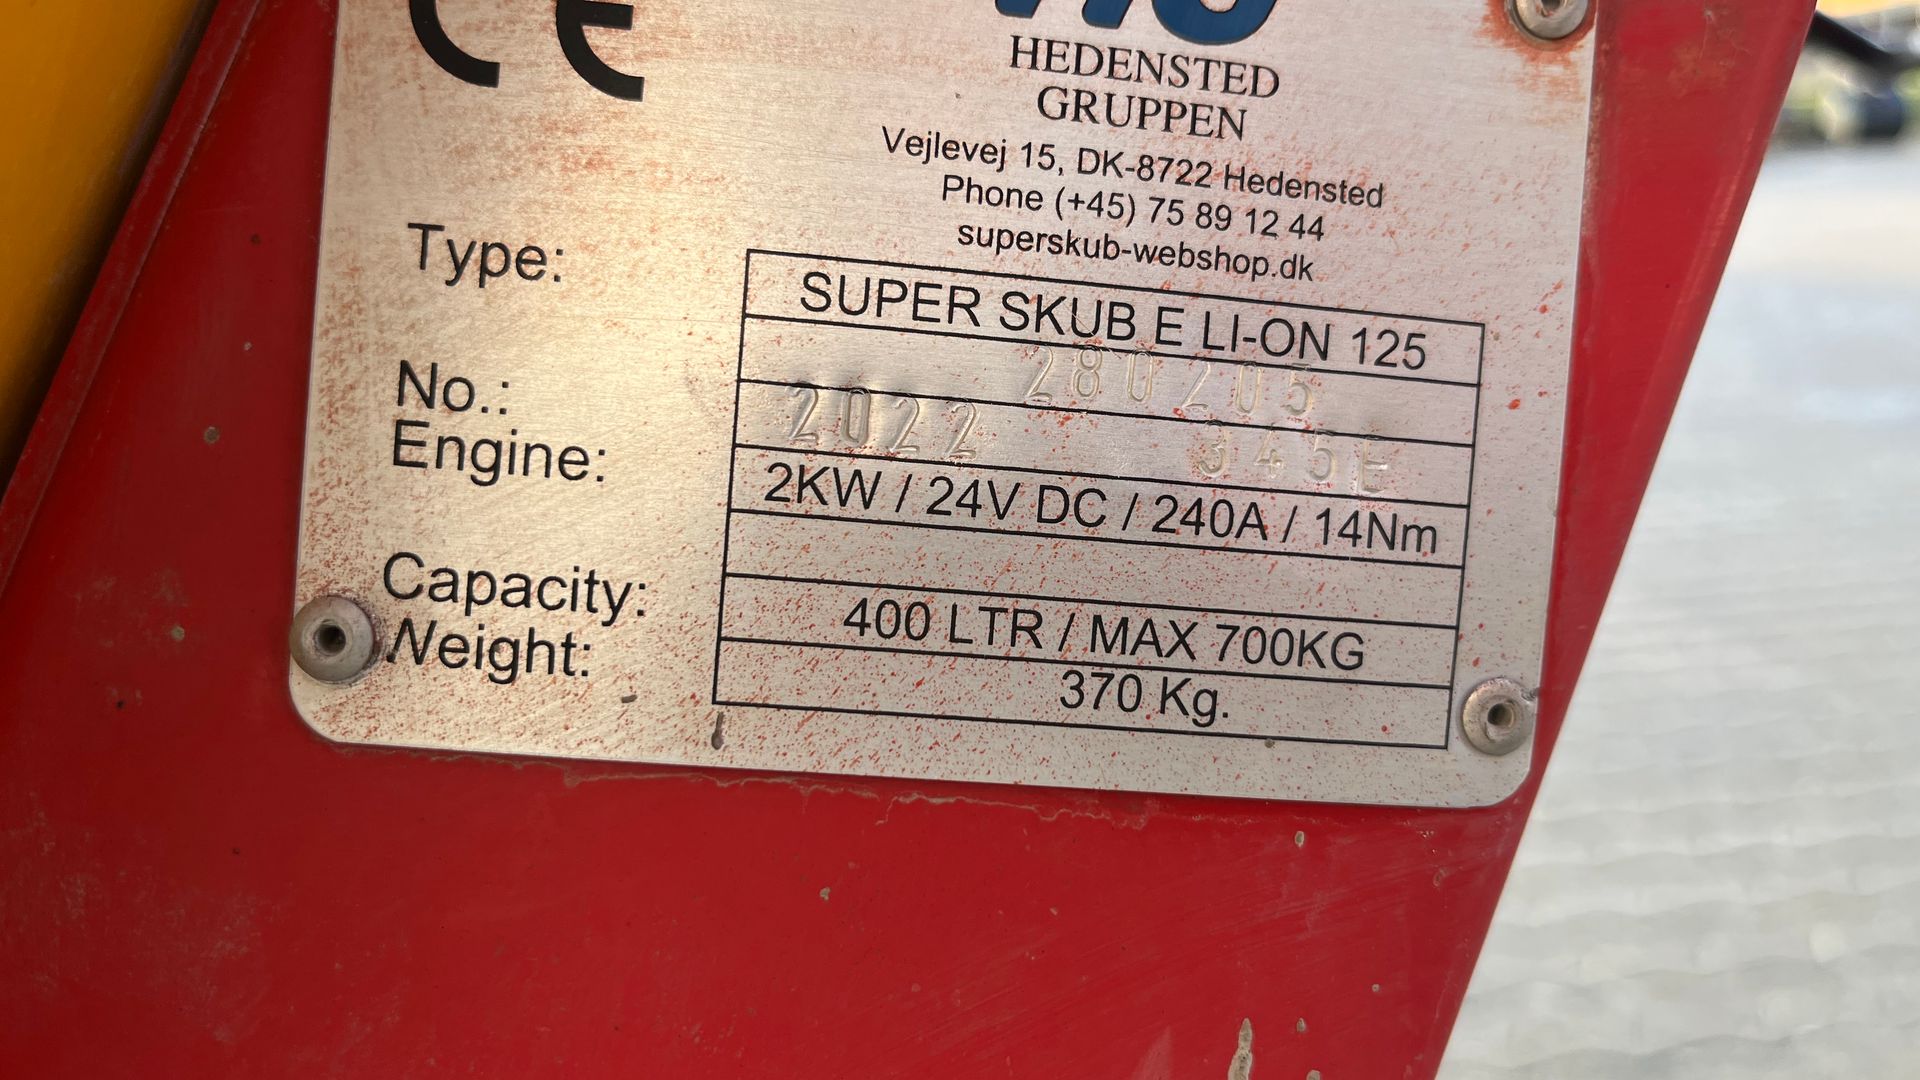 CE
HEDENSTED
GRUPPEN
Vejlevej 15, DK-8722 Hedensted
Phone (+45) 75 89 12 44
superskub-webshop.dk
Type: SUPER SKUB E LI-ON 125
280205
No.: 2022 345E
Engine: 2KW / 24V DC / 240A / 14Nm
Capacity: 400 LTR / MAX 700KG
Weight: 370 Kg.